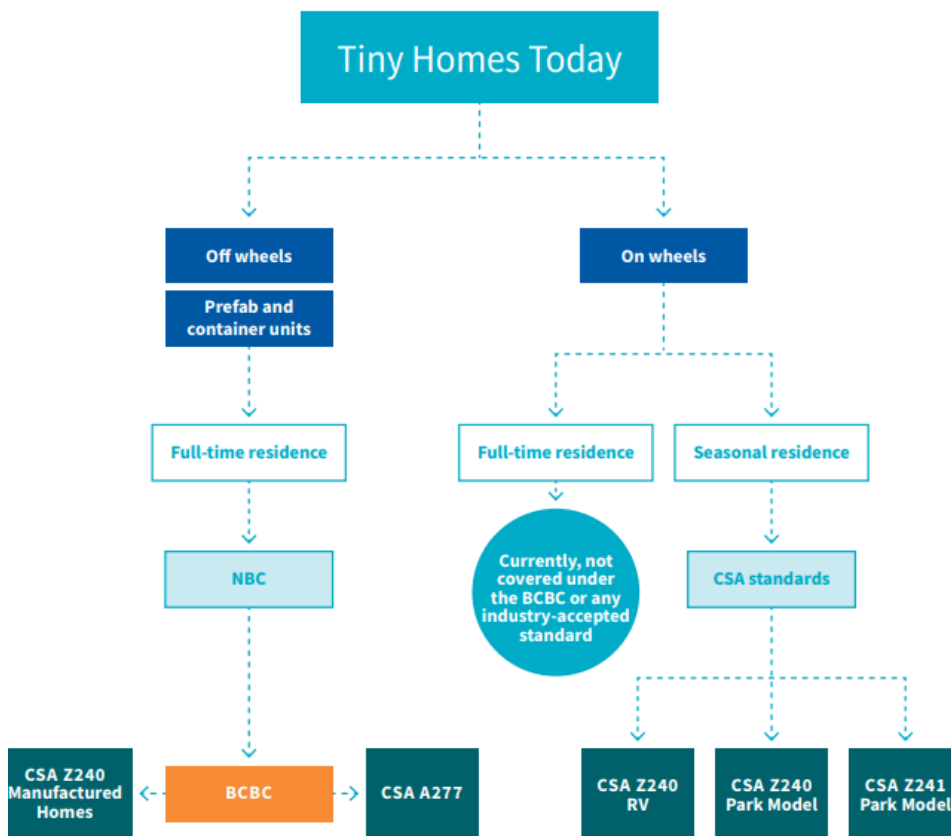 Tiny Homes Today
Off wheels
On wheels
Prefab and
container units
Full-time residence
Full-time residence
Seasonal residence
NBC
Currently, not
covered under
the BCBC or any
industry-accepted
standard
CSA standards
CSA Z240
Manufactured
Homes
BCBC
CSA A277
CSA Z240
RV
CSA Z240
Park Model
CSA Z241
Park Model